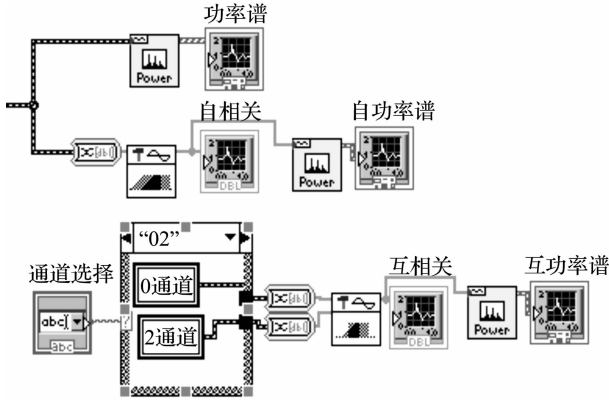 功率谱
Power
自相关
自功率谱
DBL
Power
"02"
通道选择
0通道
互相关
互功率谱
abc
2通道
abc
DBL
Power